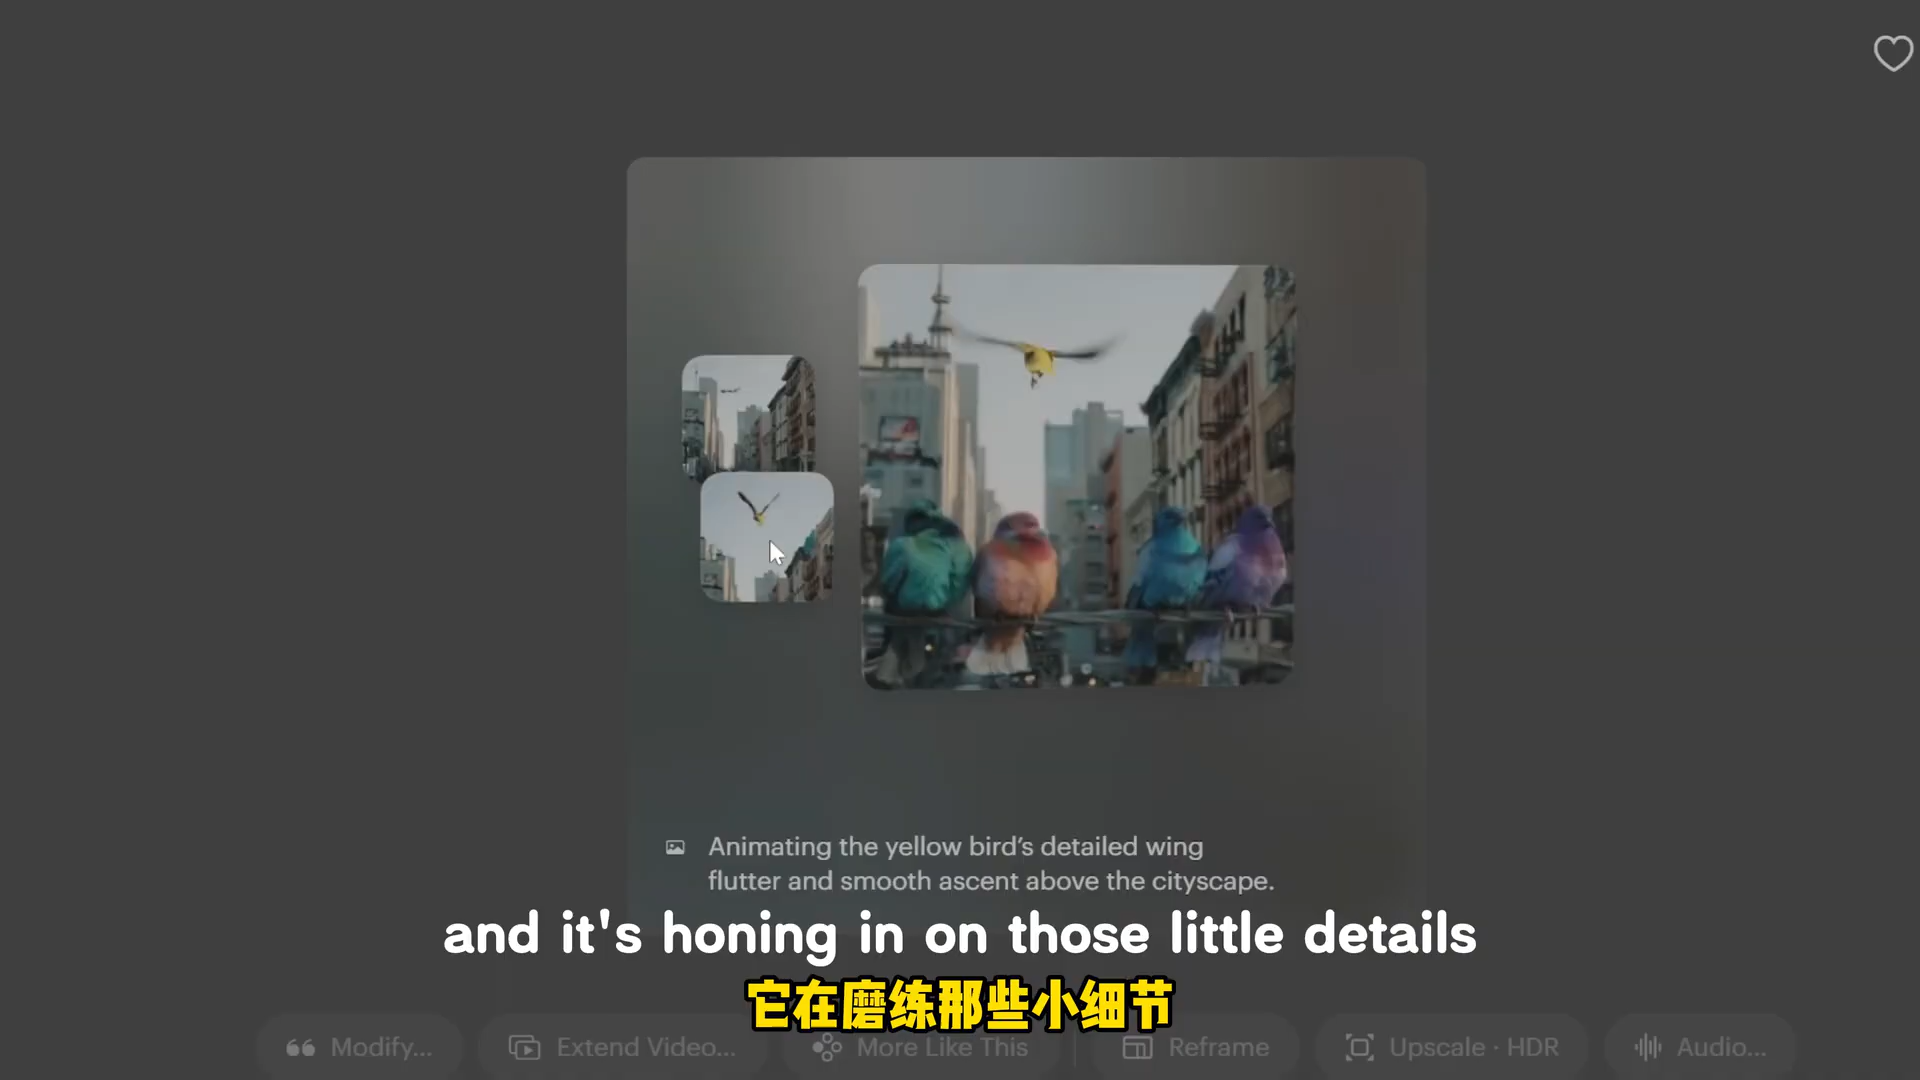 Animating the yellow bird’s detailed wing
flutter and smooth ascent above the cityscape.
and it's honing in on those little details
它在磨练那些小细节
Modify...
Extend Video...
More Like This
Reframe
Upscale · HDR
Audio...